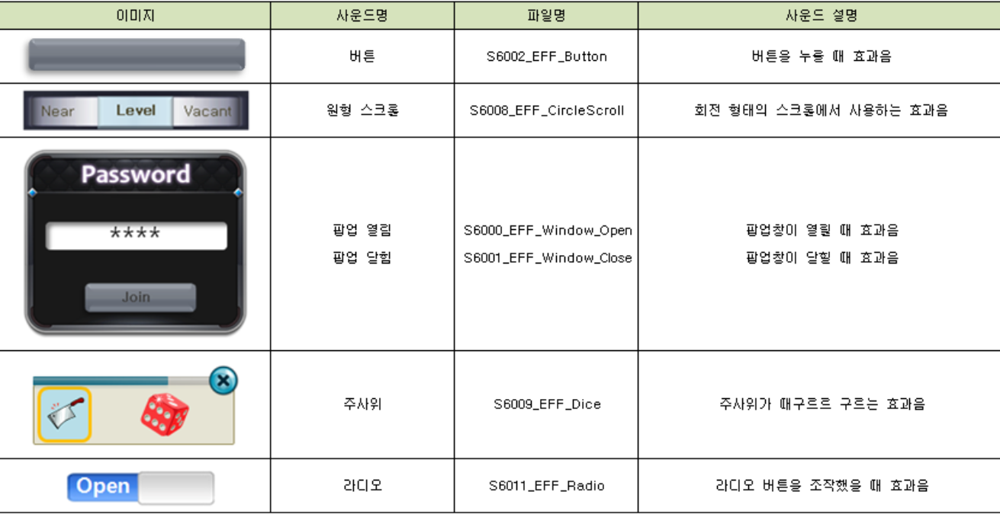 이미지 사운드명 파일명 사운드 설명
버튼 S6002_EFF_Button 버튼을 누를 때 효과음
Near Level Vacant 원형 스크롤 S6008_EFF_CircleScroll 회전 형태의 스크롤에서 사용하는 효과음
Password
****
팝업 열림 S6000_EFF_Window_Open 팝업창이 열릴 때 효과음
팝업 닫힘 S6001_EFF_Window_Close 팝업창이 닫힐 때 효과음
Join
주사위 S6009_EFF_Dice 주사위가 때구르르 구르는 효과음
Open 라디오 S6011_EFF_Radio 라디오 버튼을 조작했을 때 효과음